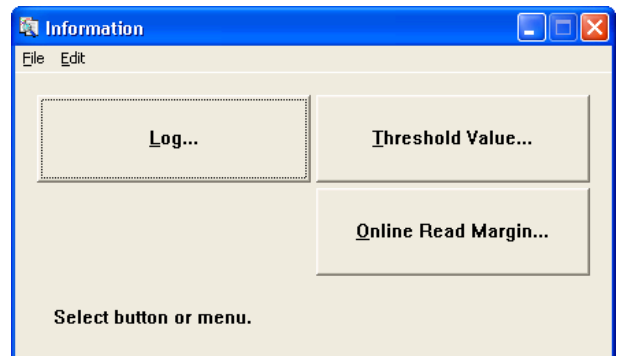 Information
File Edit
Log... Threshold Value...
Online Read Margin...
Select button or menu.